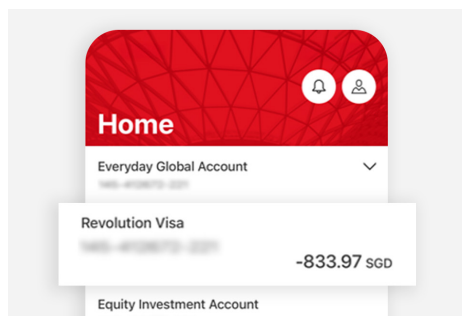 Home
Everyday Global Account
Revolution Visa
-833.97 SGD
Equity Investment Account